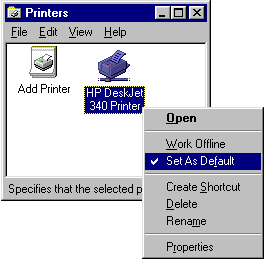 Printers
File Edit View Help
Add Printer
HP DeskJet
340 Printer
Open
Work Offline
Set As Default
Create Shortcut
Delete
Rename
Properties
Specifies that the selected p